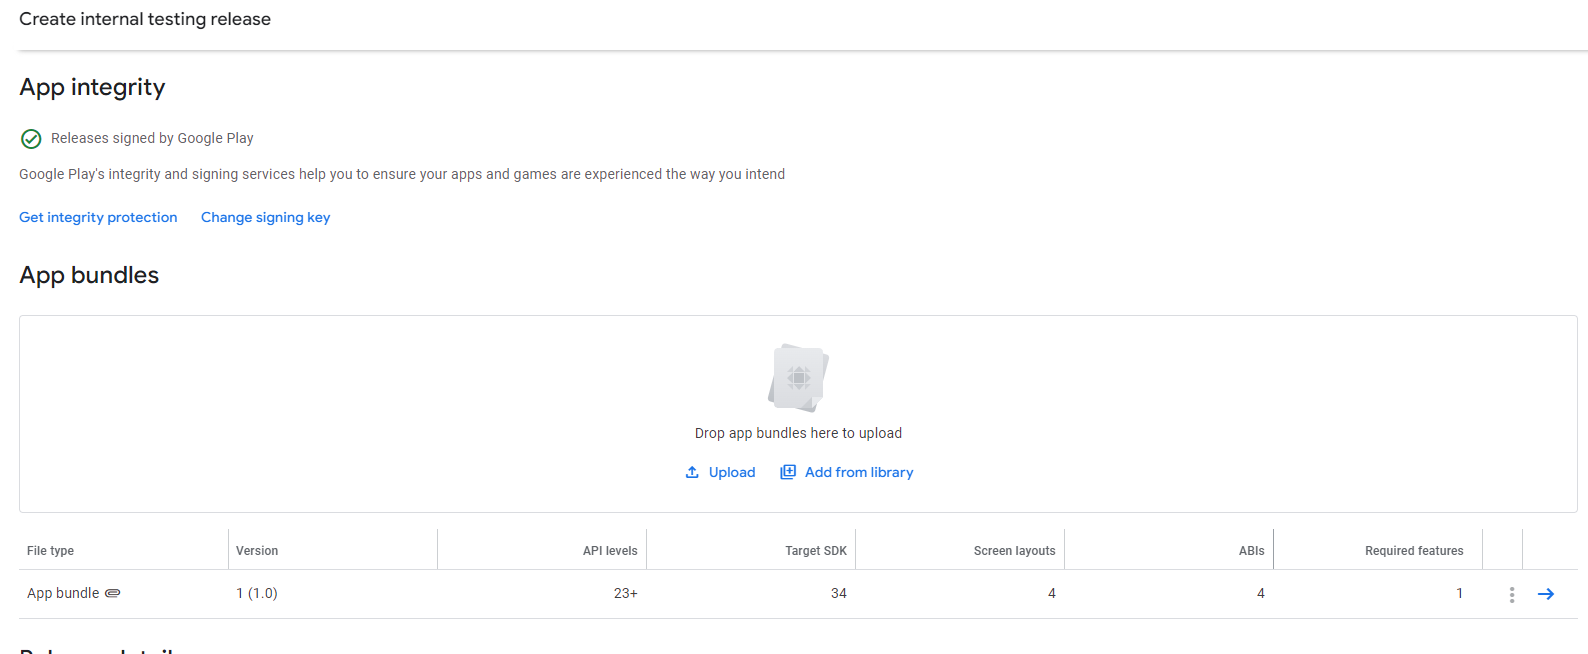 Create internal testing release
App integrity
Releases signed by Google Play
Google Play's integrity and signing services help you to ensure your apps and games are experienced the way you intend
Get integrity protection Change signing key
App bundles
Drop app bundles here to upload
Upload Add from library
File type Version API levels Target SDK Screen layouts ABIs Required features
App bundle 1 (1.0) 23+ 34 4 4 1